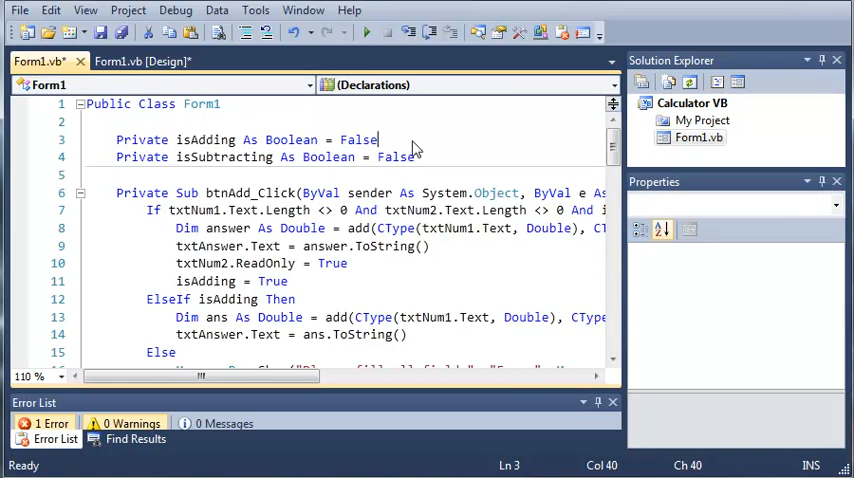 File Edit View Project Debug Data Tools Window Help
Form1.vb* Form1.vb [Design]*
Form1 (Declarations)
1 Public Class Form1
2
3 Private isAdding As Boolean = False
4 Private isSubtracting As Boolean = False
5
6 Private Sub btnAdd_Click(ByVal sender As System.Object, ByVal e As
7 If txtNum1.Text.Length <> 0 And txtNum2.Text.Length <> 0 And i
8 Dim answer As Double = add(CType(txtNum1.Text, Double), CT
9 txtAnswer.Text = answer.ToString()
10 txtNum2.ReadOnly = True
11 isAdding = True
12 ElseIf isAdding Then
13 Dim ans As Double = add(CType(txtNum1.Text, Double), CType
14 txtAnswer.Text = ans.ToString()
15 Else
110 %
Error List
1 Error 0 Warnings 0 Messages
Error List Find Results
Ready Ln 3 Col 40 Ch 40 INS
Solution Explorer
Calculator VB
My Project
Form1.vb
Properties